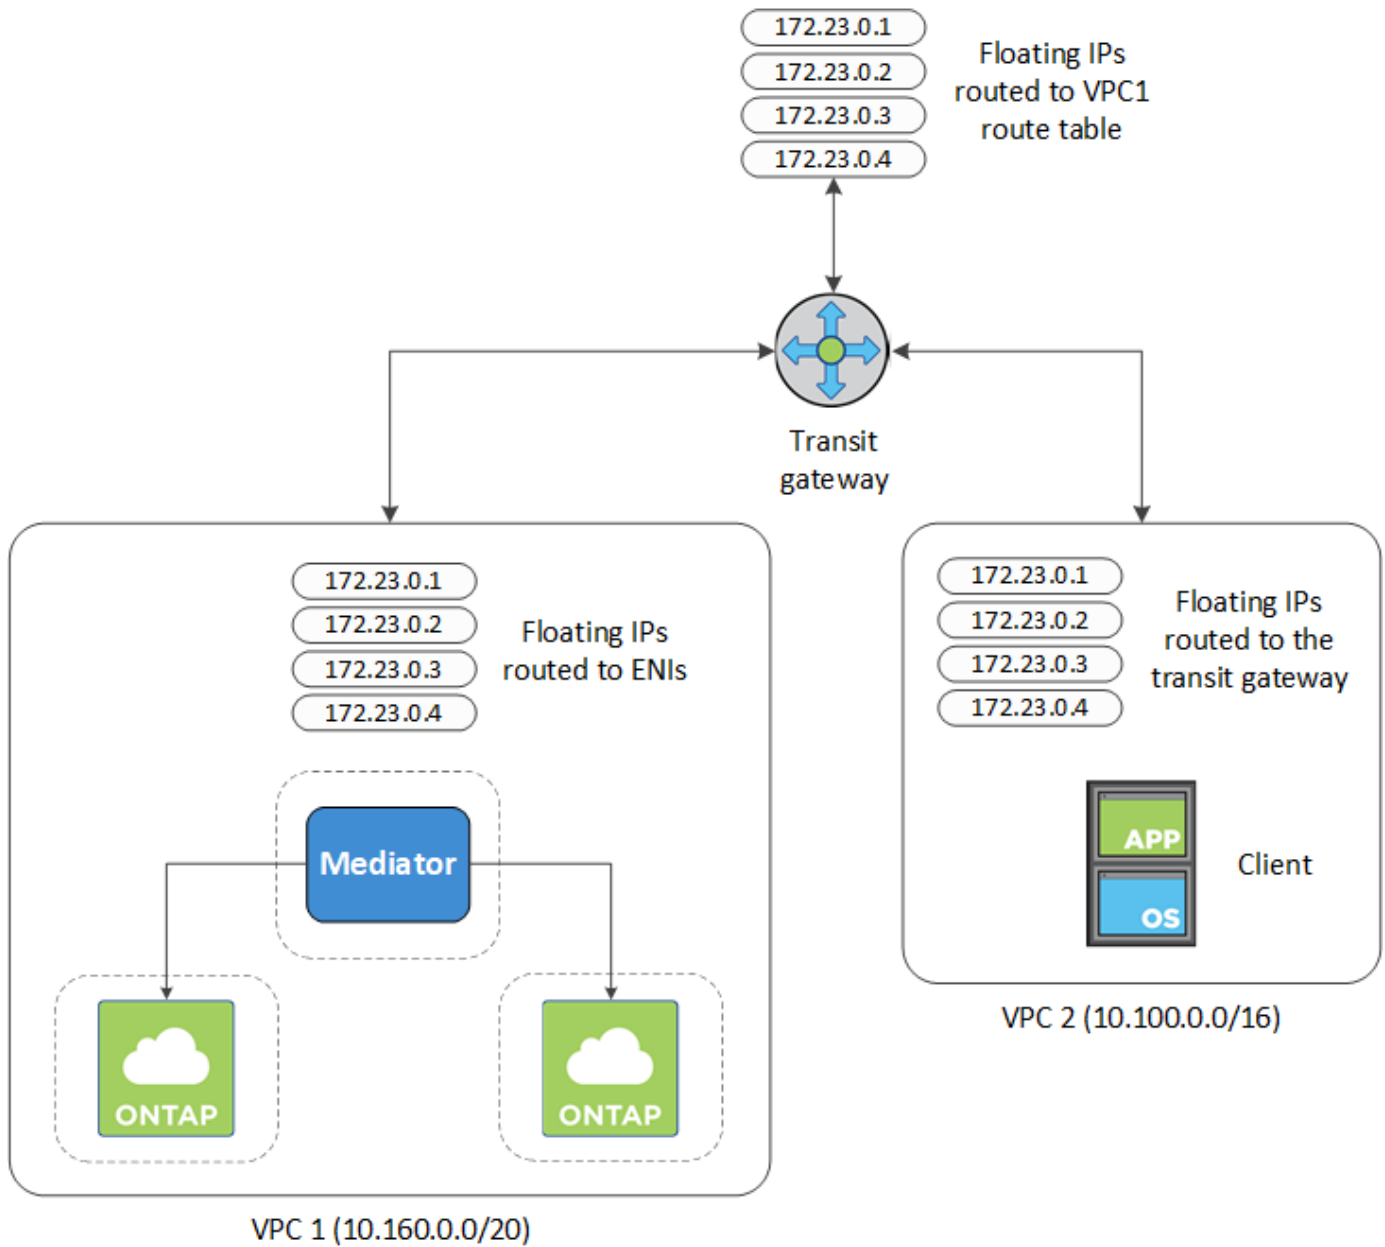 172.23.0.1
172.23.0.2
172.23.0.3
172.23.0.4
Floating IPs
routed to VPC1
route table
Transit
gateway
172.23.0.1
172.23.0.2
172.23.0.3
172.23.0.4
Floating IPs
routed to ENIs
Mediator
ONTAP
ONTAP
VPC 1 (10.160.0.0/20)
172.23.0.1
172.23.0.2
172.23.0.3
172.23.0.4
Floating IPs
routed to the
transit gateway
APP
OS
Client
VPC 2 (10.100.0.0/16)